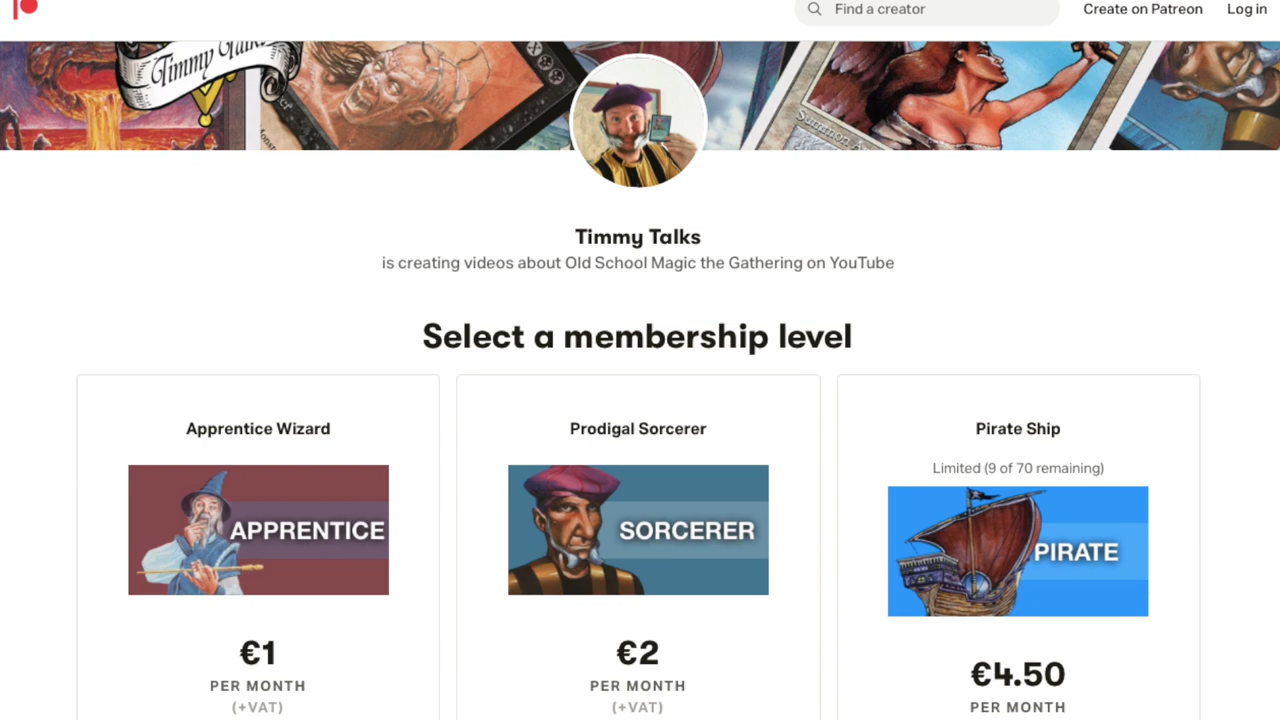 Find a creator
Create on Patreon
Log in
Timmy Talks
Summon A
Timmy Talks
is creating videos about Old School Magic the Gathering on YouTube
Select a membership level
Apprentice Wizard
Prodigal Sorcerer
Pirate Ship
Limited (9 of 70 remaining)
APPRENTICE
SORCERER
PIRATE
€1
PER MONTH
(+VAT)
€2
PER MONTH
(+VAT)
€4.50
PER MONTH